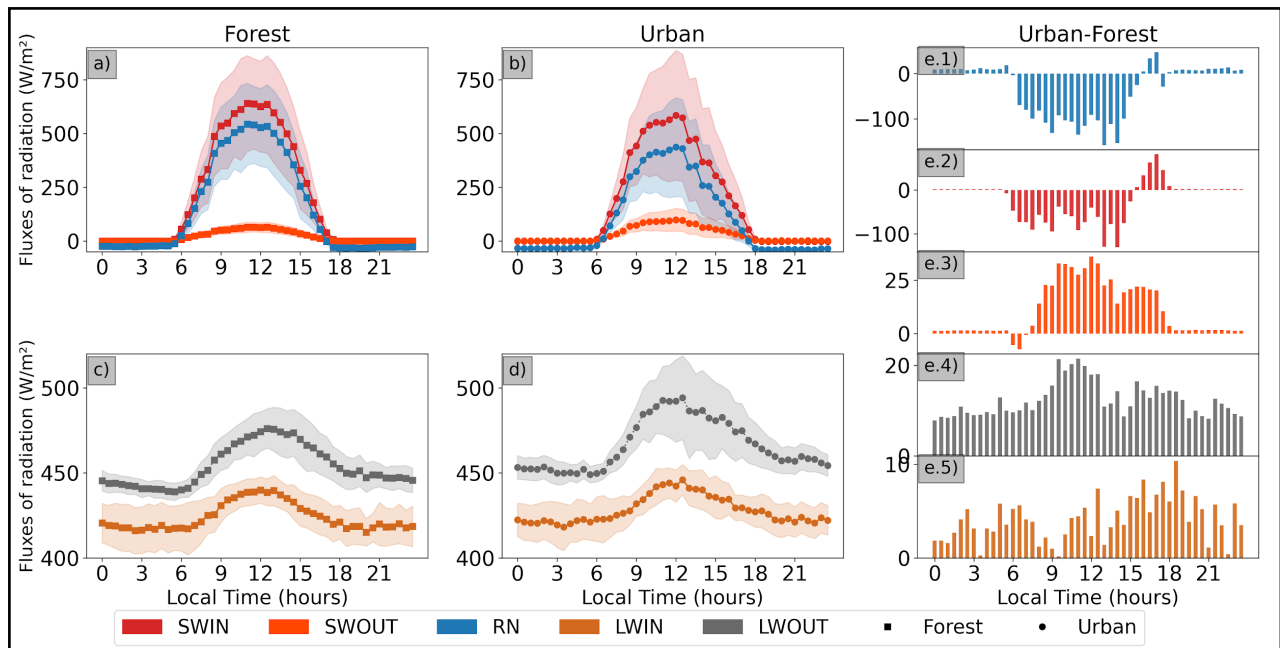 Forest
Urban
Urban-Forest
a)
b)
e.1)
e.2)
e.3)
e.4)
e.5)
c)
d)
Fluxes of radiation (W/m²)
750
500
250
0
0 3 6 9 12 15 18 21
750
500
250
0
0 3 6 9 12 15 18 21
0
−100
0
−100
25
0
20
0
10
0
0 3 6 9 12 15 18 21
Fluxes of radiation (W/m²)
500
450
400
0 3 6 9 12 15 18 21
500
450
400
0 3 6 9 12 15 18 21
Local Time (hours)
Local Time (hours)
Local Time (hours)
SWIN SWOUT RN LWIN LWOUT Forest Urban